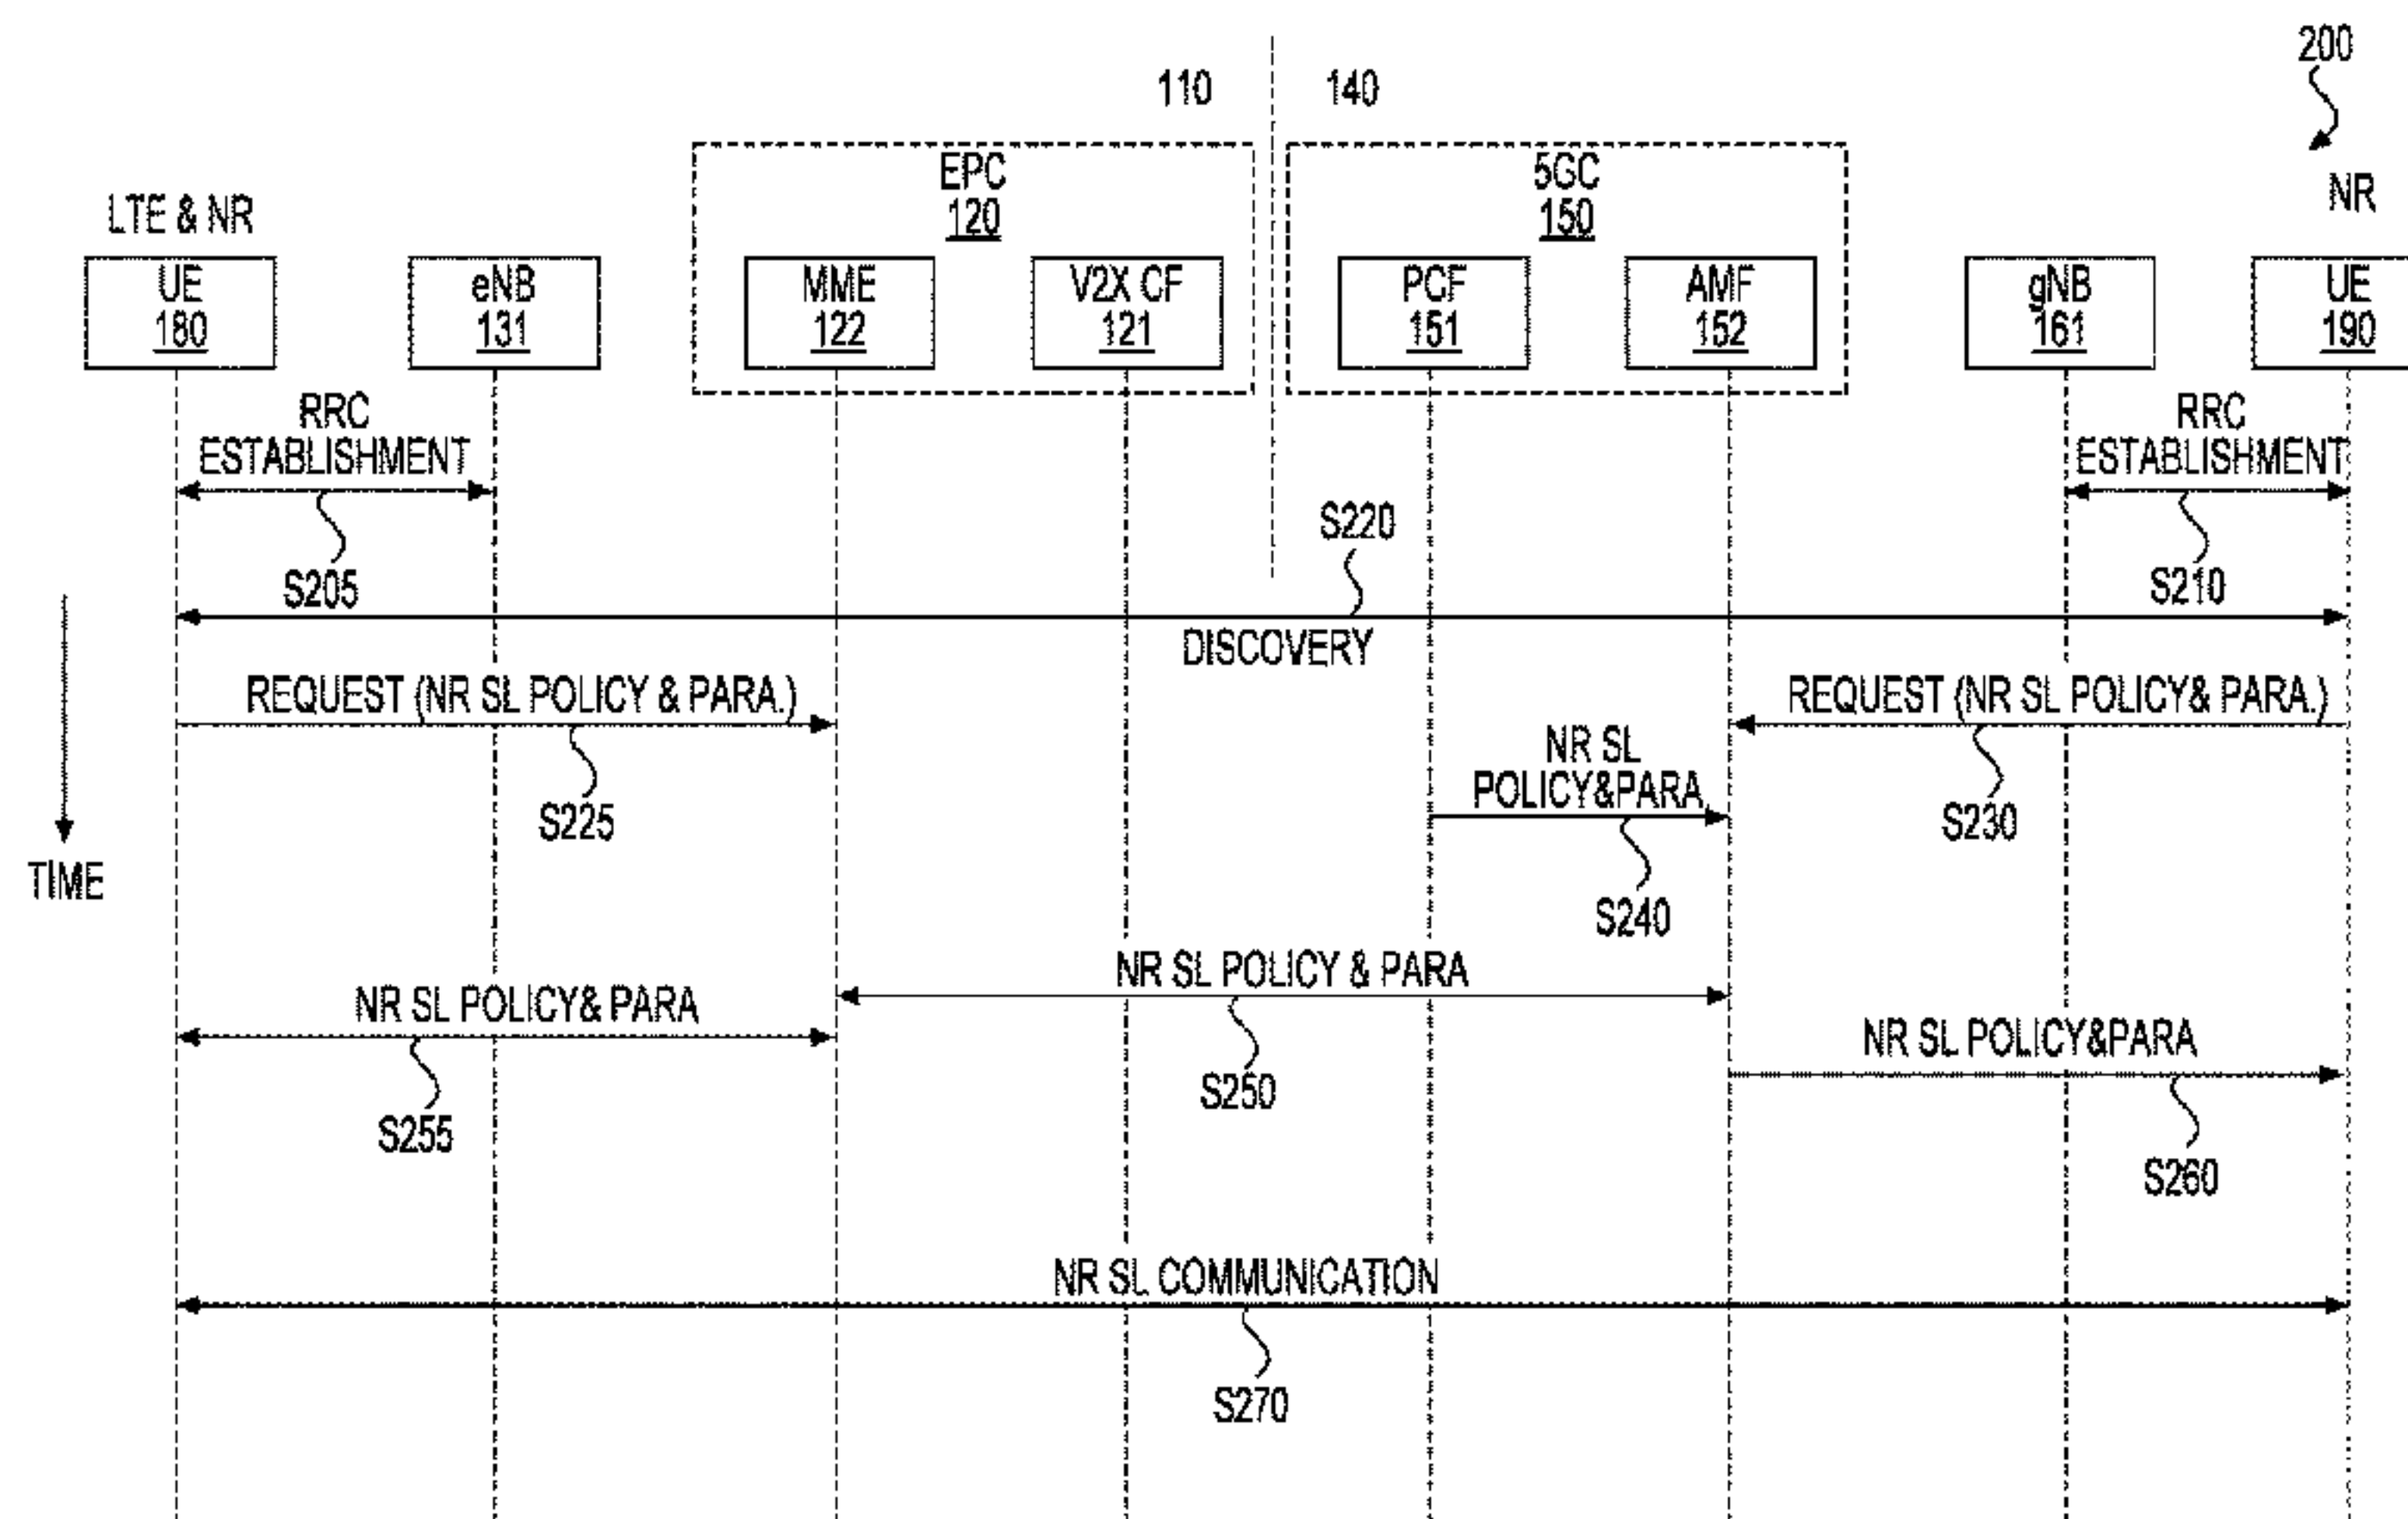 200
110
140
EPC
120
5GC
150
LTE & NR
NR
UE
180
eNB
131
MME
122
V2X CF
121
PCF
151
AMF
152
gNB
161
UE
190
RRC
ESTABLISHMENT
RRC
ESTABLISHMENT
S205
S220
S210
DISCOVERY
REQUEST (NR SL POLICY & PARA.)
REQUEST (NR SL POLICY& PARA.)
S225
NR SL
POLICY&PARA.
S230
TIME
S240
NR SL POLICY & PARA
NR SL POLICY& PARA
NR SL POLICY&PARA
S250
S255
S260
NR SL COMMUNICATION
S270